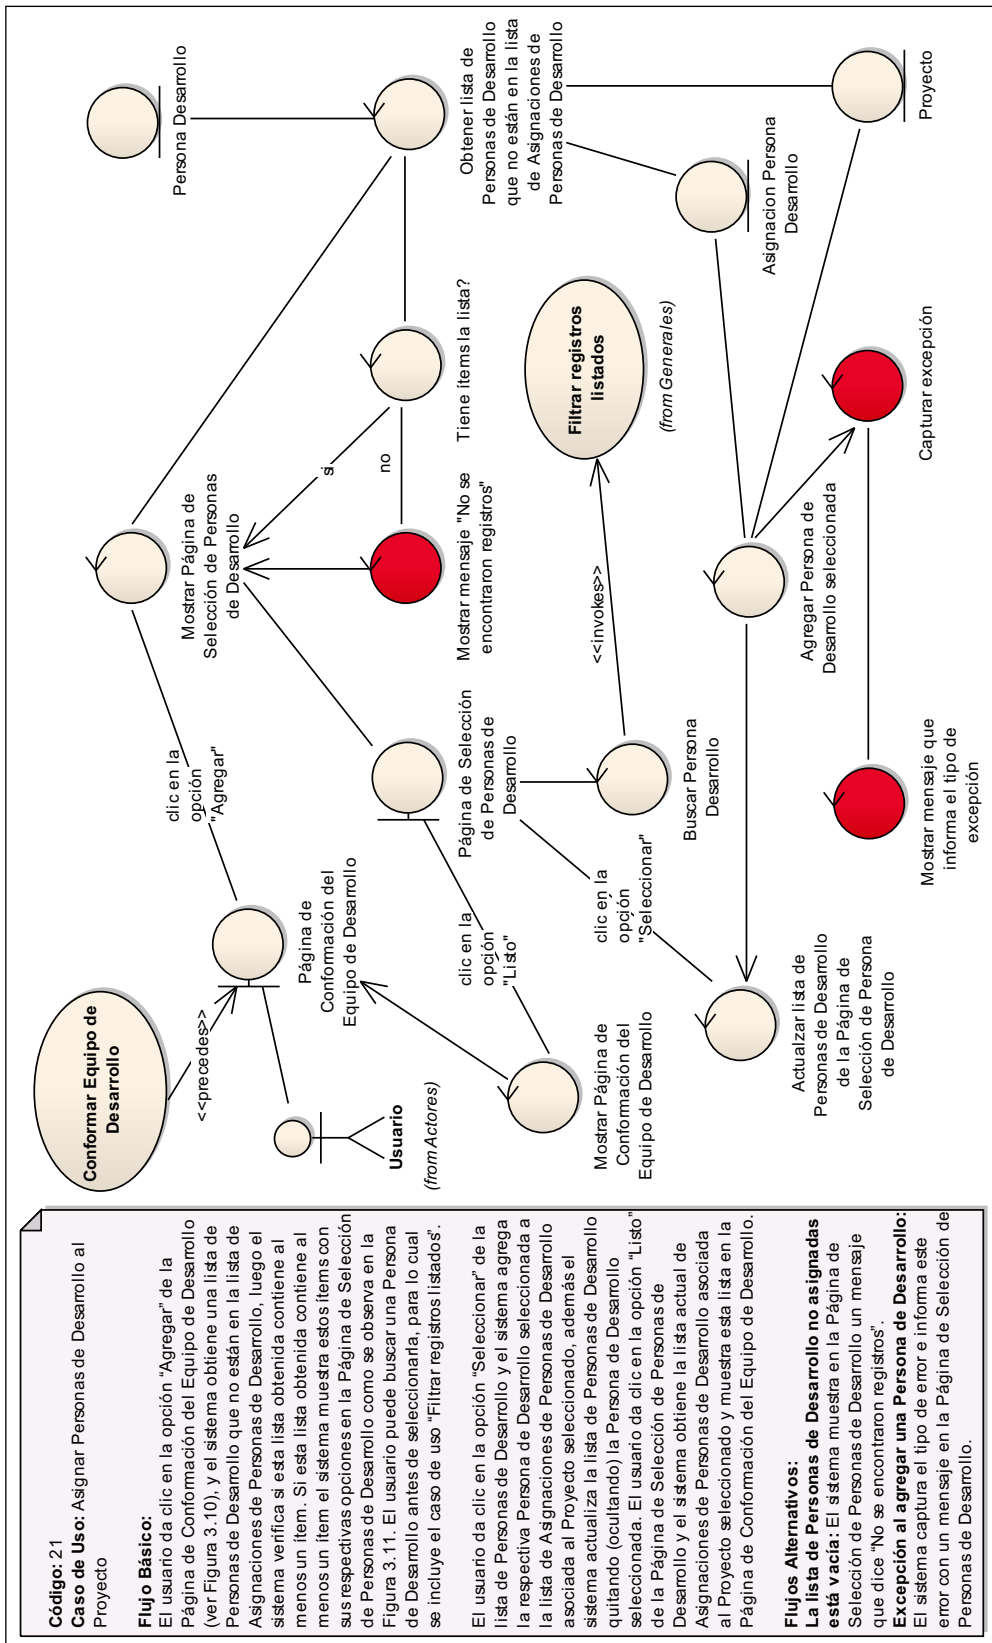 Código: 21
Caso de Uso: Asignar Personas de Desarrollo al
Proyecto
Flujo Básico:
El usuario da clic en la opción “Agregar” de la
Página de Conformación del Equipo de Desarrollo
(ver Figura 3.10), y el sistema obtiene una lista de
Personas de Desarrollo que no están en la lista de
Asignaciones de Personas de Desarrollo, luego el
sistema verifica si esta lista obtenida contiene al
menos un ítem. Si esta lista obtenida contiene al
menos un ítem el sistema muestra estos ítems con
sus respectivas opciones en la Página de Selección
de Personas de Desarrollo como se observa en la
Figura 3.11. El usuario puede buscar una Persona
de Desarrollo antes de seleccionarla, para lo cual
se incluye el caso de uso “Filtrar registros listados”.
El usuario da clic en la opción “Seleccionar” de la
lista de Personas de Desarrollo y el sistema agrega
la respectiva Persona de Desarrollo seleccionada a
la lista de Asignaciones de Personas de Desarrollo
asociada al Proyecto seleccionado, además el
sistema actualiza la lista de Personas de Desarrollo
quitando (ocultando) la Persona de Desarrollo
seleccionada. El usuario da clic en la opción “Listo”
de la Página de Selección de Personas de
Desarrollo y el sistema obtiene la lista actual de
Asignaciones de Personas de Desarrollo asociada
al Proyecto seleccionado y muestra esta lista en la
Página de Conformación del Equipo de Desarrollo.
Flujos Alternativos:
La lista de Personas de Desarrollo no asignadas
está vacía: El sistema muestra en la Página de
Selección de Personas de Desarrollo un mensaje
que dice “No se encontraron registros”.
Excepción al agregar una Persona de Desarrollo:
El sistema captura el tipo de error e informa este
error con un mensaje en la Página de Selección de
Personas de Desarrollo.
Conformar Equipo de
Desarrollo
<<precedes>>
Usuario
(from Actores)
Página de
Conformación del
Equipo de Desarrollo
clic en la
opción
"Agregar"
Mostrar Página de
Selección de Personas
de Desarrollo
Persona Desarrollo
Obtener lista de
Personas de Desarrollo
que no están en la lista
de Asignaciones de
Personas de Desarrollo
Tiene ítems la lista?
si
no
Mostrar mensaje "No se
encontraron registros"
Página de Selección
de Personas de
Desarrollo
clic en la
opción
"Listo"
Mostrar Página de
Conformación del
Equipo de Desarrollo
Buscar Persona
Desarrollo
<<invokes>>
Filtrar registros
listados
(from Generales)
clic en la
opción
"Seleccionar"
Actualzar lista de
Personas de Desarrollo
de la Página de
Selección de Persona
de Desarrollo
Agregar Persona de
Desarrollo seleccionada
Asignacion Persona
Desarrollo
Proyecto
Capturar excepción
Mostrar mensaje que
informa el tipo de
excepción